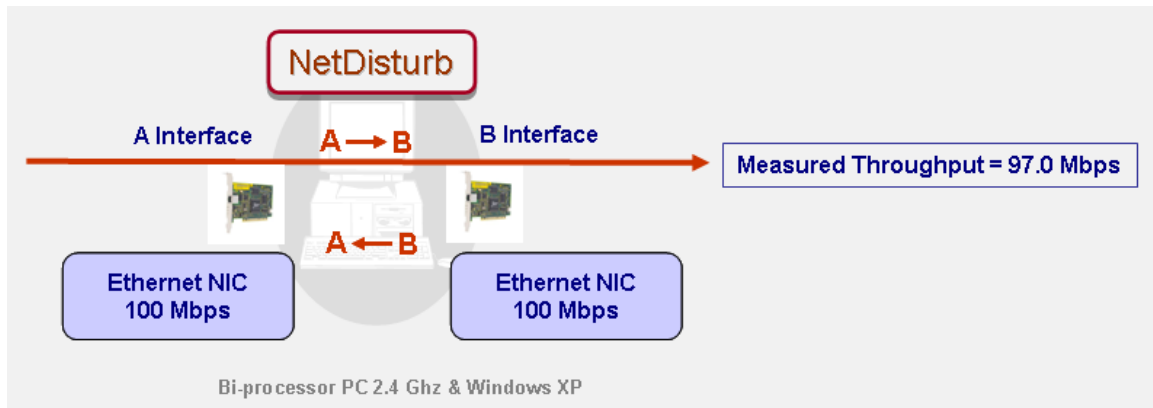 NetDisturb
A Interface
A B
B Interface
Measured Throughput = 97.0 Mbps
A B
Ethernet NIC
100 Mbps
Ethernet NIC
100 Mbps
Bi-processor PC 2.4 Ghz & Windows XP